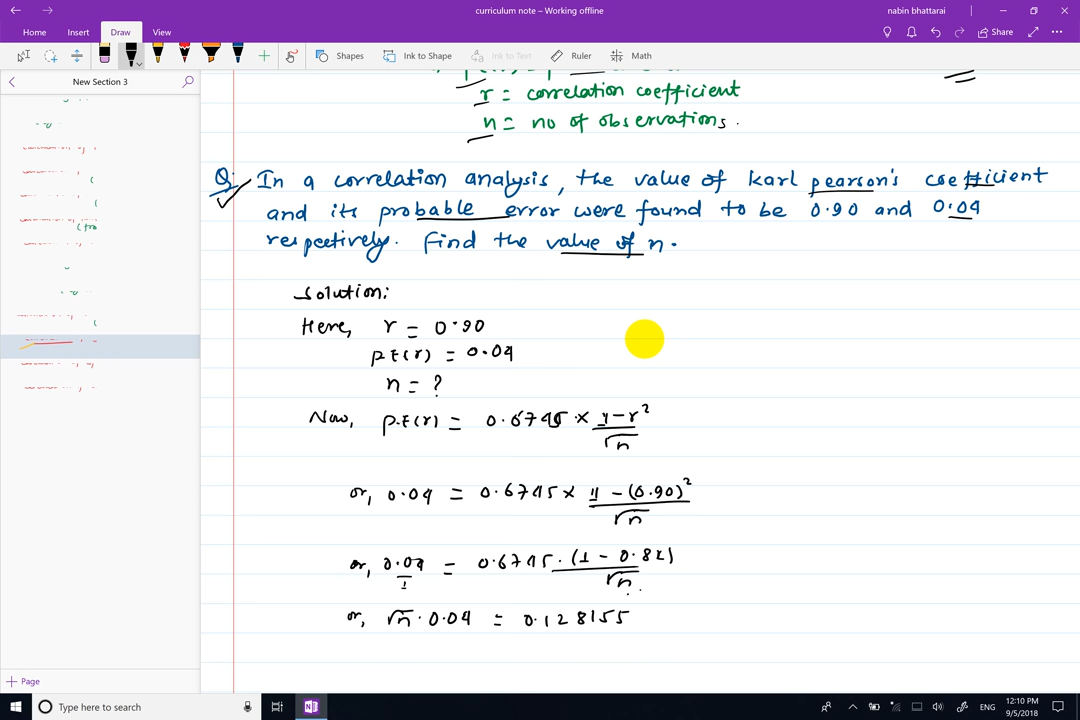 curriculum note – Working offline
nabin bhattarai
Home Insert Draw View
Share
Shapes Ink to Shape Ink to Text Ruler Math
New Section 3
r = correlation coefficient
n = no of observations.
Q: In a correlation analysis, the value of karl pearson's coefficient
and its probable error were found to be 0.90 and 0.04
respectively. Find the value of n.
Solution:
Here, r = 0.90
P.E(r) = 0.04
n = ?
Now, P.E(r) = 0.6745 × 1-r²
√n
or, 0.04 = 0.6745 × 1-(0.90)²
√n
or, 0.04 = 0.6745 . (1 - 0.81)
1 √n
or, √n . 0.04 = 0.128155
Page
Type here to search
ENG
12:10 PM
9/5/2018